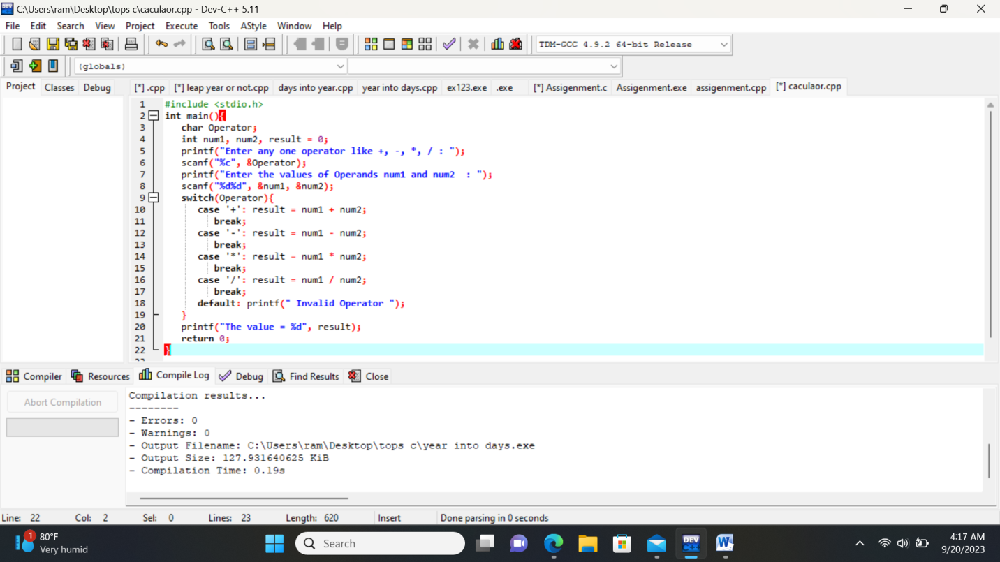 C:\Users\ram\Desktop\tops c\caculaor.cpp - Dev-C++ 5.11
File Edit Search View Project Execute Tools AStyle Window Help
TDM-GCC 4.9.2 64-bit Release
(globals)
Project Classes Debug [*] .cpp [*] leap year or not.cpp days into year.cpp year into days.cpp ex123.exe .exe [*] Assigenment.c Assigenment.exe assigenment.cpp [*] caculaor.cpp
1 #include <stdio.h>
2 int main(){
3 char Operator;
4 int num1, num2, result = 0;
5 printf("Enter any one operator like +, -, *, / : ");
6 scanf("%c", &Operator);
7 printf("Enter the values of Operands num1 and num2  : ");
8 scanf("%d%d", &num1, &num2);
9 switch(Operator){
10 case '+': result = num1 + num2;
11 break;
12 case '-': result = num1 - num2;
13 break;
14 case '*': result = num1 * num2;
15 break;
16 case '/': result = num1 / num2;
17 break;
18 default: printf(" Invalid Operator ");
19 }
20 printf("The value = %d", result);
21 return 0;
22 }
Compiler Resources Compile Log Debug Find Results Close
Abort Compilation
Compilation results...
--------
- Errors: 0
- Warnings: 0
- Output Filename: C:\Users\ram\Desktop\tops c\year into days.exe
- Output Size: 127.931640625 KiB
- Compilation Time: 0.19s
Line: 22 Col: 2 Sel: 0 Lines: 23 Length: 620 Insert Done parsing in 0 seconds
1 80°F
Very humid
Search
DEV
W
4:17 AM
9/20/2023